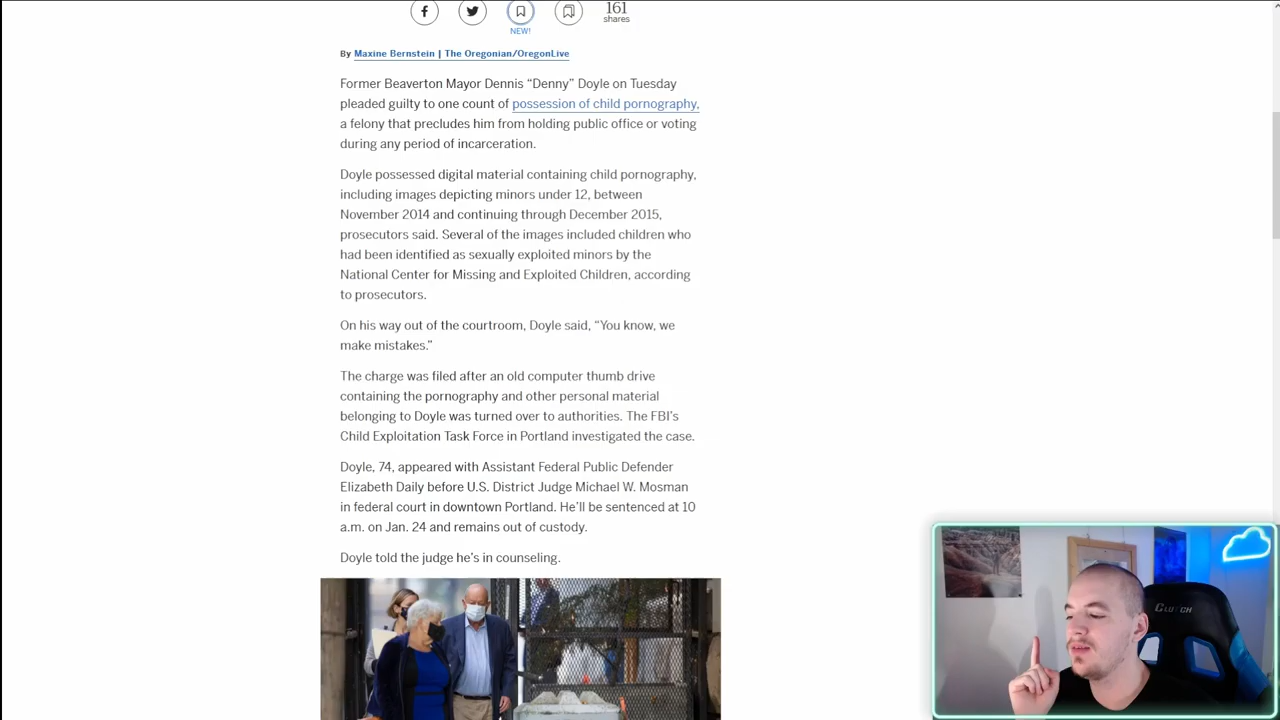 161
shares
NEW!
By Maxine Bernstein | The Oregonian/OregonLive
Former Beaverton Mayor Dennis “Denny” Doyle on Tuesday
pleaded guilty to one count of possession of child pornography,
a felony that precludes him from holding public office or voting
during any period of incarceration.
Doyle possessed digital material containing child pornography,
including images depicting minors under 12, between
November 2014 and continuing through December 2015,
prosecutors said. Several of the images included children who
had been identified as sexually exploited minors by the
National Center for Missing and Exploited Children, according
to prosecutors.
On his way out of the courtroom, Doyle said, “You know, we
make mistakes.”
The charge was filed after an old computer thumb drive
containing the pornography and other personal material
belonging to Doyle was turned over to authorities. The FBI’s
Child Exploitation Task Force in Portland investigated the case.
Doyle, 74, appeared with Assistant Federal Public Defender
Elizabeth Daily before U.S. District Judge Michael W. Mosman
in federal court in downtown Portland. He’ll be sentenced at 10
a.m. on Jan. 24 and remains out of custody.
Doyle told the judge he’s in counseling.
CLUTCH